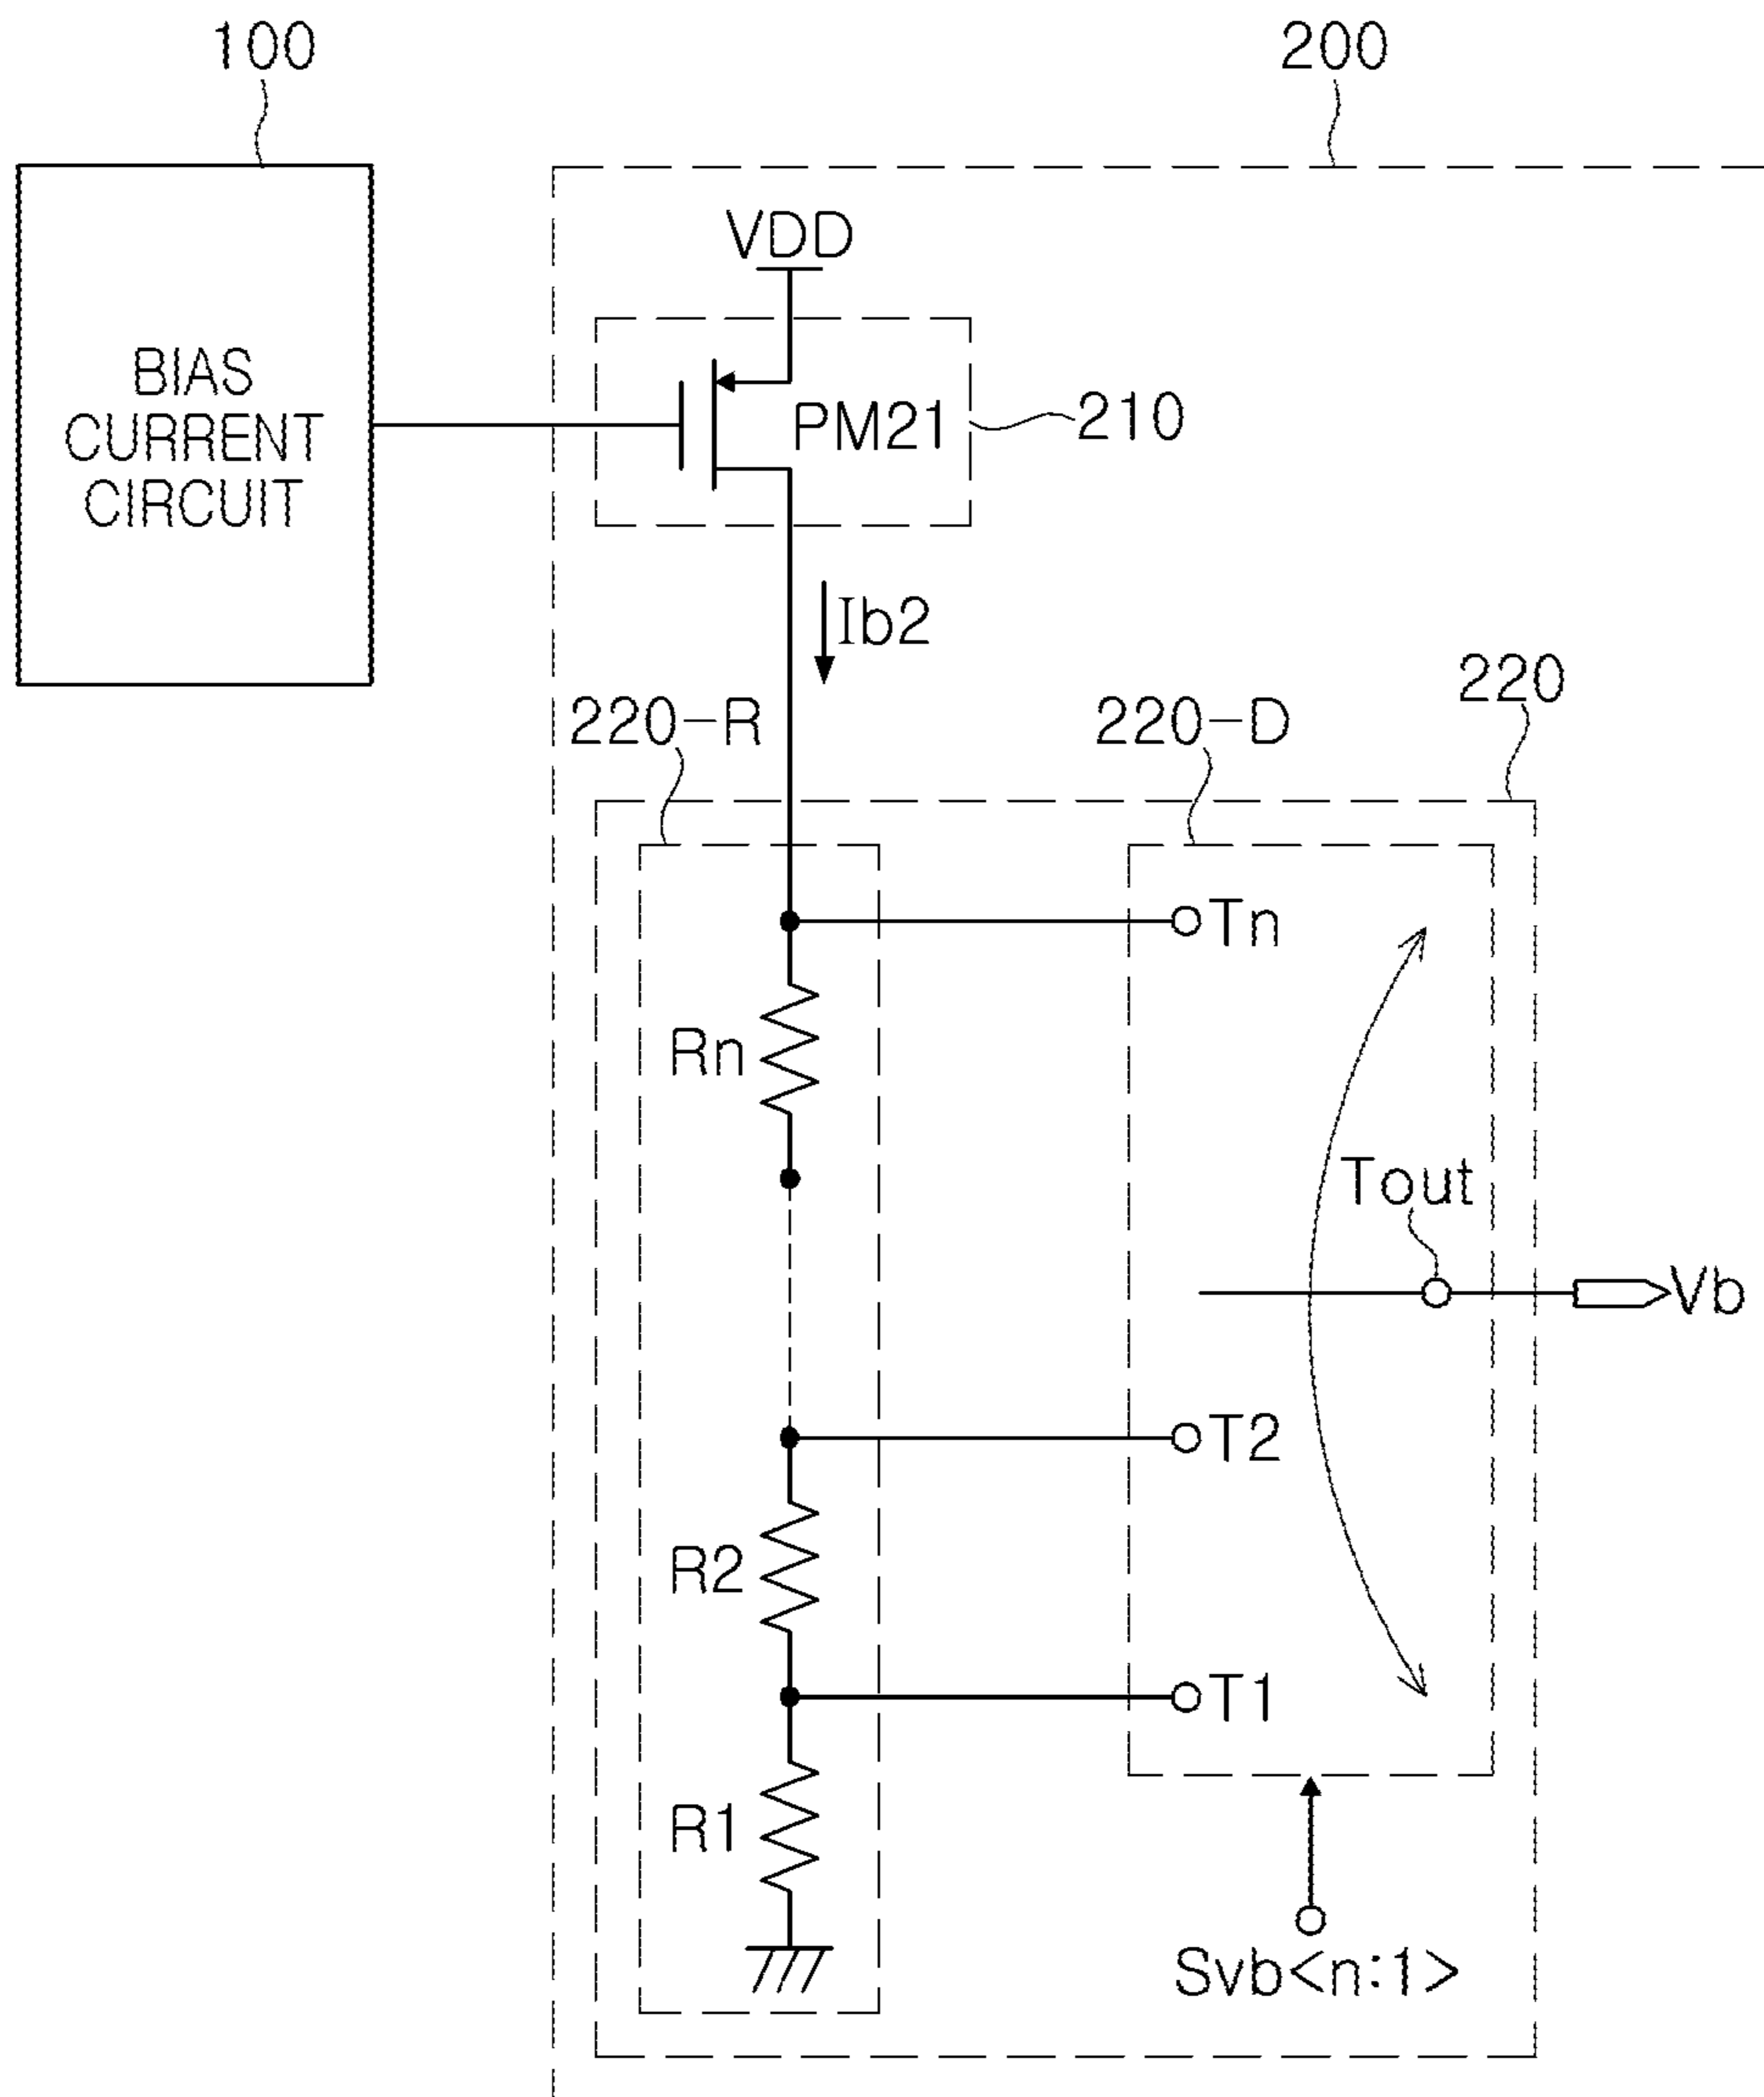 100
200
VDD
BIAS
CURRENT
CIRCUIT
PM21
210
Ib2
220
220-R
220-D
Tn
Rn
Tout
Vb
T2
R2
T1
R1
Svb<n:1>